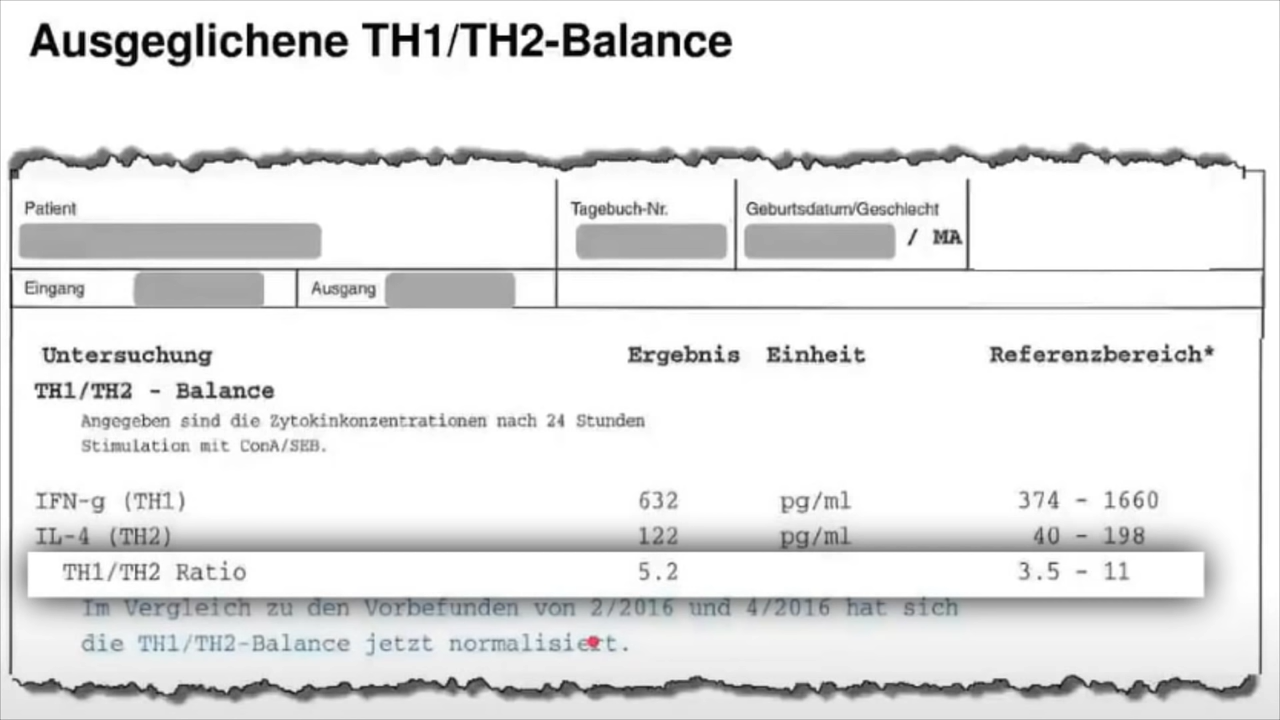 Ausgeglichene TH1/TH2-Balance
Patient
Tagebuch-Nr.
Geburtsdatum/Geschlecht
/ MA
Eingang
Ausgang
Untersuchung Ergebnis Einheit Referenzbereich*
TH1/TH2 - Balance
Angegeben sind die Zytokinkonzentrationen nach 24 Stunden
Stimulation mit ConA/SEB.
IFN-g (TH1) 632 pg/ml 374 - 1660
IL-4 (TH2) 122 pg/ml 40 - 198
TH1/TH2 Ratio 5.2 3.5 - 11
Im Vergleich zu den Vorbefunden von 2/2016 und 4/2016 hat sich
die TH1/TH2-Balance jetzt normalisiert.